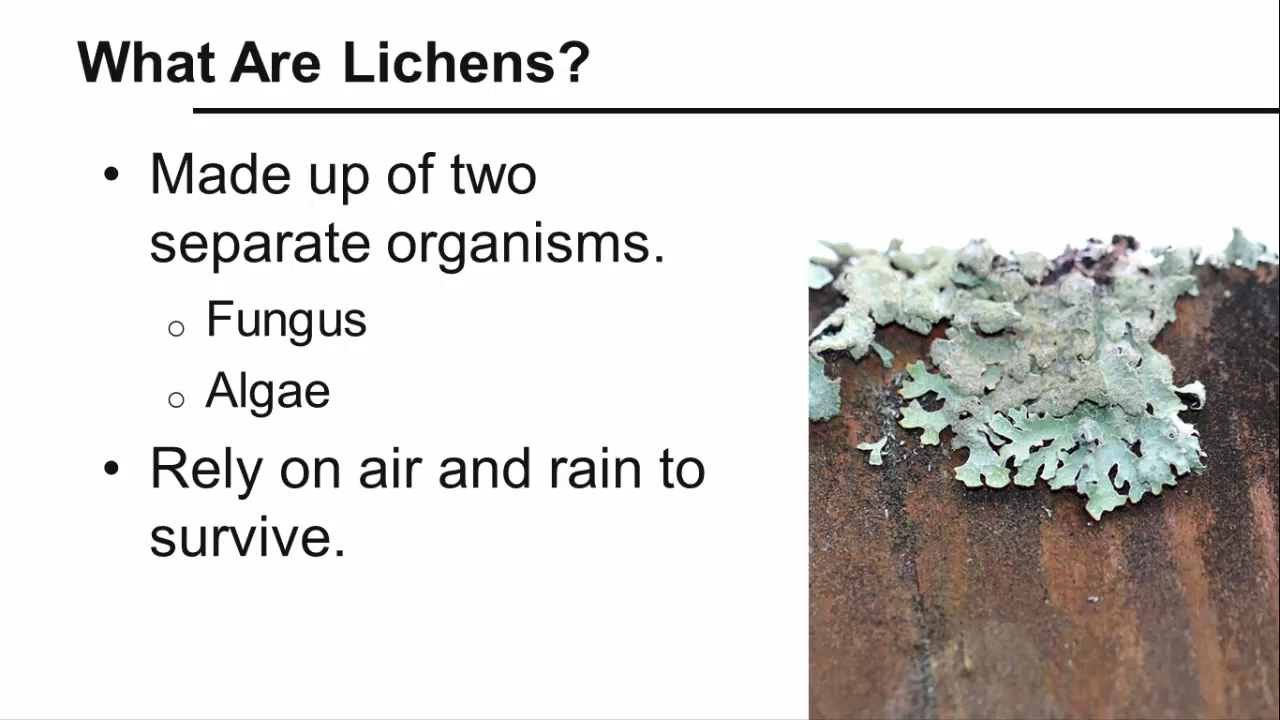 What Are Lichens?
• Made up of two
separate organisms.
o Fungus
o Algae
• Rely on air and rain to
survive.